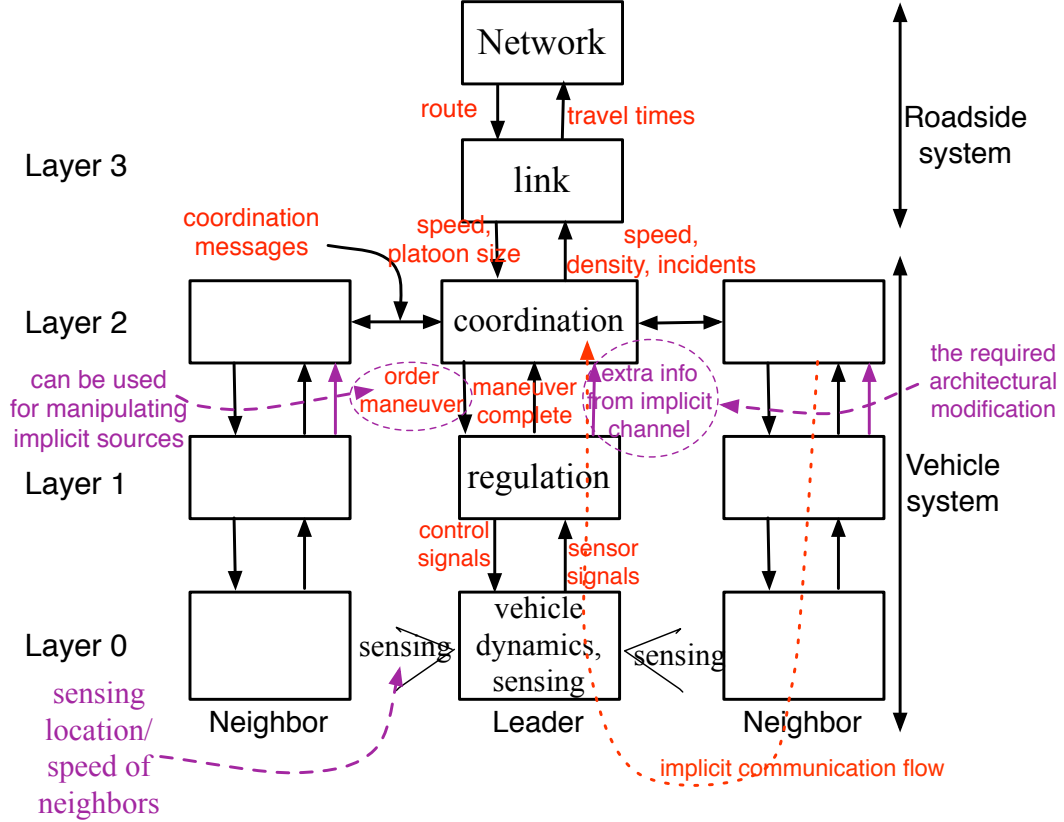 Network
route
travel times
Roadside
system
Layer 3
link
coordination
messages
speed,
platoon size
speed,
density, incidents
Layer 2
coordination
can be used
for manipulating
implicit sources
order
maneuver
maneuver
complete
extra info
from implicit
channel
the required
architectural
modification
Layer 1
regulation
Vehicle
system
control
signals
sensor
signals
Layer 0
sensing
vehicle
dynamics,
sensing
sensing
Neighbor
Leader
Neighbor
sensing
location/
speed of
neighbors
implicit communication flow